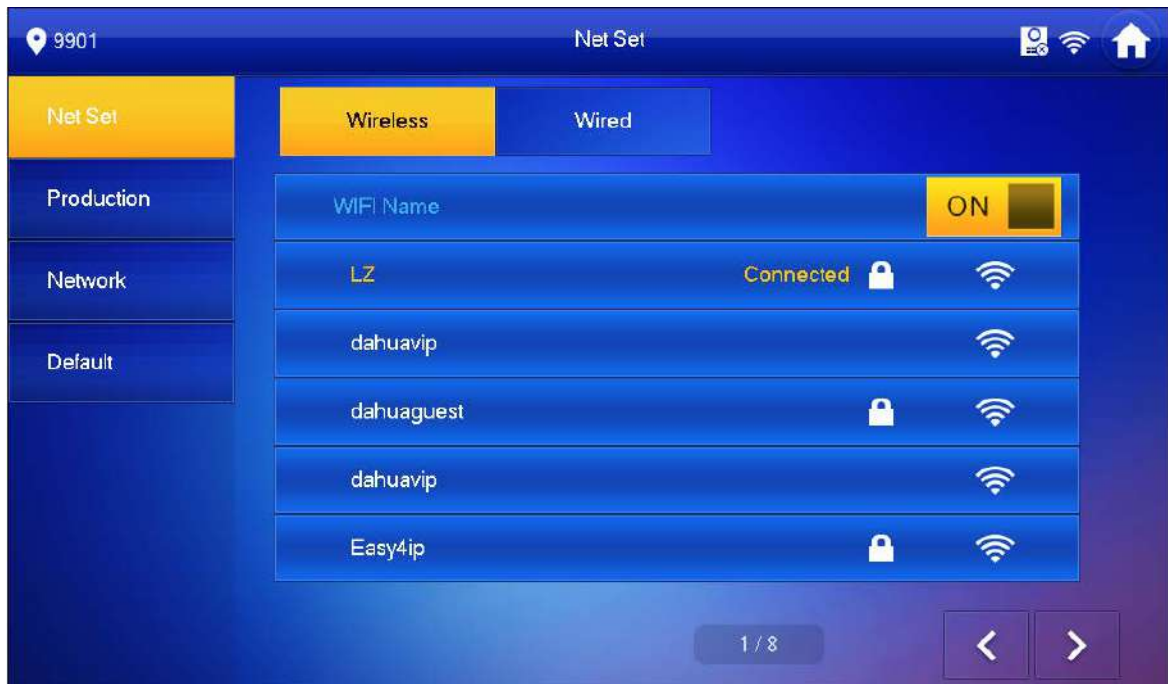 9901 Net Set
Net Set
Production
Network
Default
Wireless Wired
WIFI Name ON
LZ Connected
dahuavip
dahuaguest
dahuavip
Easy4ip
1 / 8